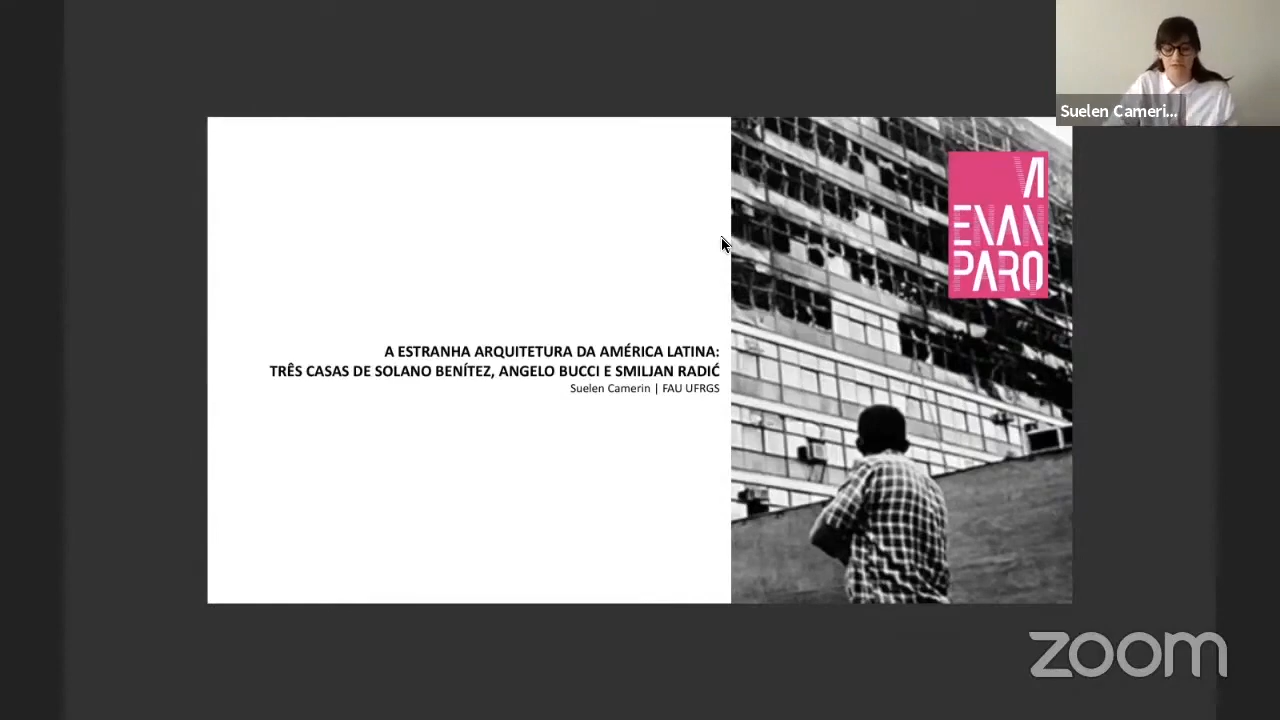 Suelen Cameri...
A
ENAN
PARQ
A ESTRANHA ARQUITETURA DA AMÉRICA LATINA:
TRÊS CASAS DE SOLANO BENÍTEZ, ANGELO BUCCI E SMILJAN RADIĆ
Suelen Camerin | FAU UFRGS
zoom